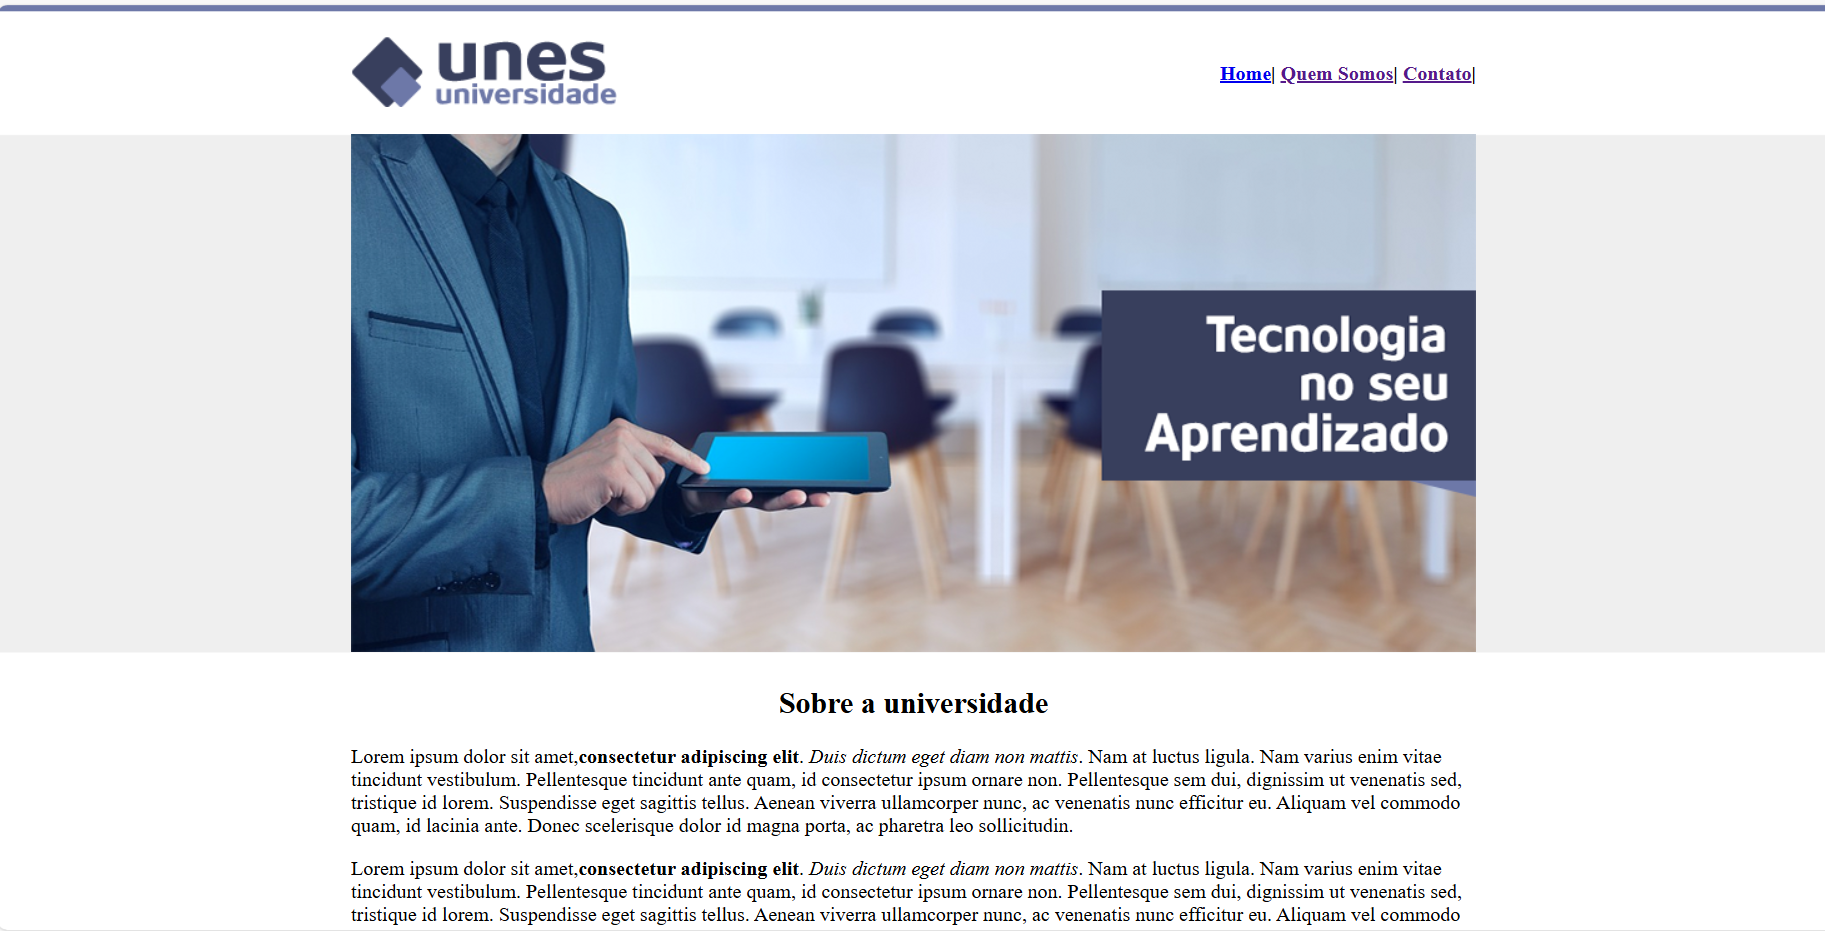 unes
universidade
Home| Quem Somos| Contato|
Tecnologia
no seu
Aprendizado
Sobre a universidade
Lorem ipsum dolor sit amet,consectetur adipiscing elit. Duis dictum eget diam non mattis. Nam at luctus ligula. Nam varius enim vitae
tincidunt vestibulum. Pellentesque tincidunt ante quam, id consectetur ipsum ornare non. Pellentesque sem dui, dignissim ut venenatis sed,
tristique id lorem. Suspendisse eget sagittis tellus. Aenean viverra ullamcorper nunc, ac venenatis nunc efficitur eu. Aliquam vel commodo
quam, id lacinia ante. Donec scelerisque dolor id magna porta, ac pharetra leo sollicitudin.
Lorem ipsum dolor sit amet,consectetur adipiscing elit. Duis dictum eget diam non mattis. Nam at luctus ligula. Nam varius enim vitae
tincidunt vestibulum. Pellentesque tincidunt ante quam, id consectetur ipsum ornare non. Pellentesque sem dui, dignissim ut venenatis sed,
tristique id lorem. Suspendisse eget sagittis tellus. Aenean viverra ullamcorper nunc, ac venenatis nunc efficitur eu. Aliquam vel commodo